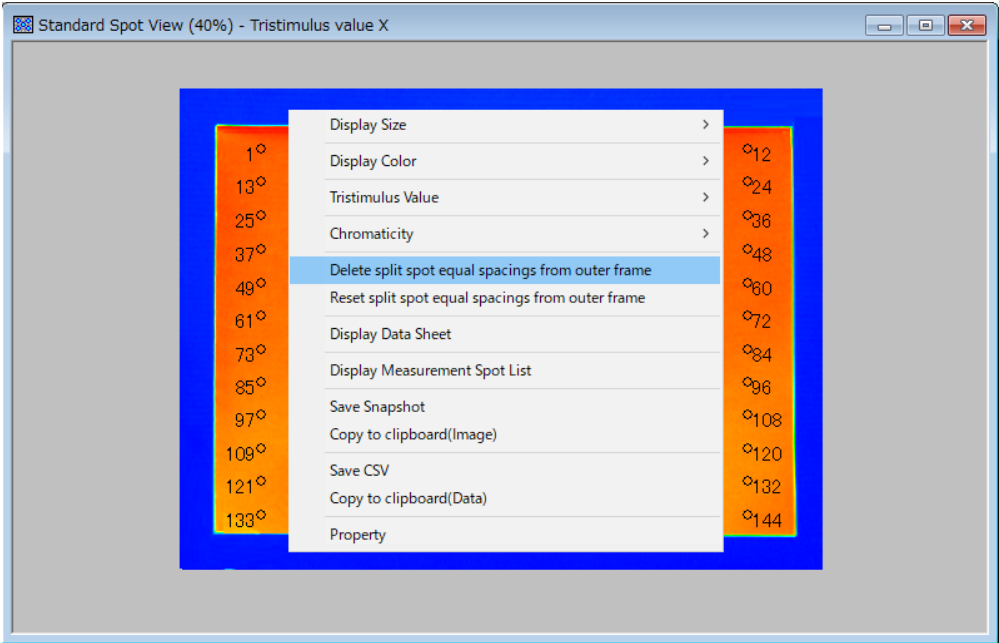 Standard Spot View (40%) - Tristimulus value X
Display Size
1 12
Display Color
13 24
Tristimulus Value
25 36
Chromaticity
37 48
Delete split spot equal spacings from outer frame
49 60
Reset split spot equal spacings from outer frame
61 72
Display Data Sheet
73 84
Display Measurement Spot List
85 96
Save Snapshot
97 108
Copy to clipboard(Image)
109 120
Save CSV
121 132
Copy to clipboard(Data)
133 144
Property